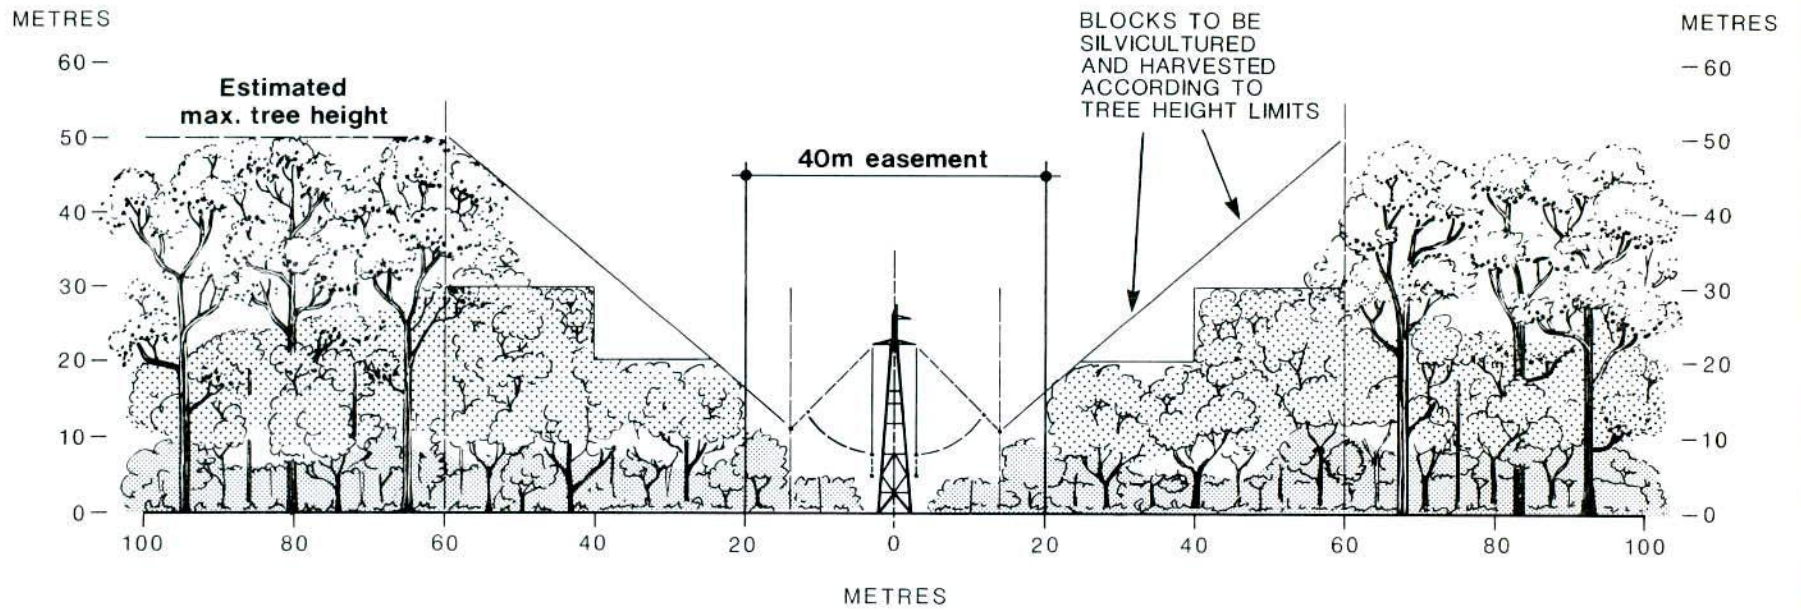 METRES
METRES
BLOCKS TO BE
SILVICULTURED
AND HARVESTED
ACCORDING TO
TREE HEIGHT LIMITS
60
60
Estimated
max. tree height
50
50
40m easement
40
40
30
30
20
20
10
10
0
0
100 80 60 40 20 0 20 40 60 80 100
METRES